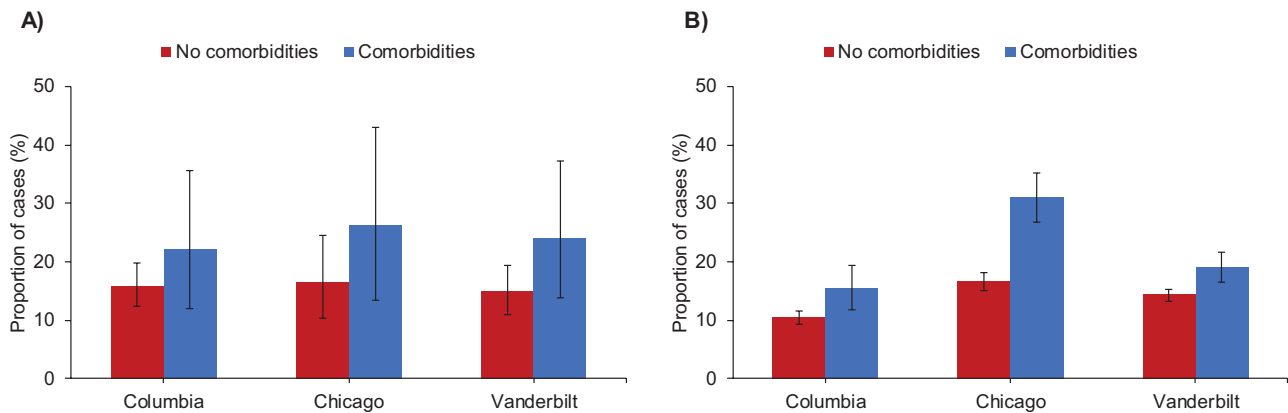 A)
No comorbidities Comorbidities
Proportion of cases (%)
50
40
30
20
10
0
Columbia Chicago Vanderbilt
B)
No comorbidities Comorbidities
Proportion of cases (%)
50
40
30
20
10
0
Columbia Chicago Vanderbilt